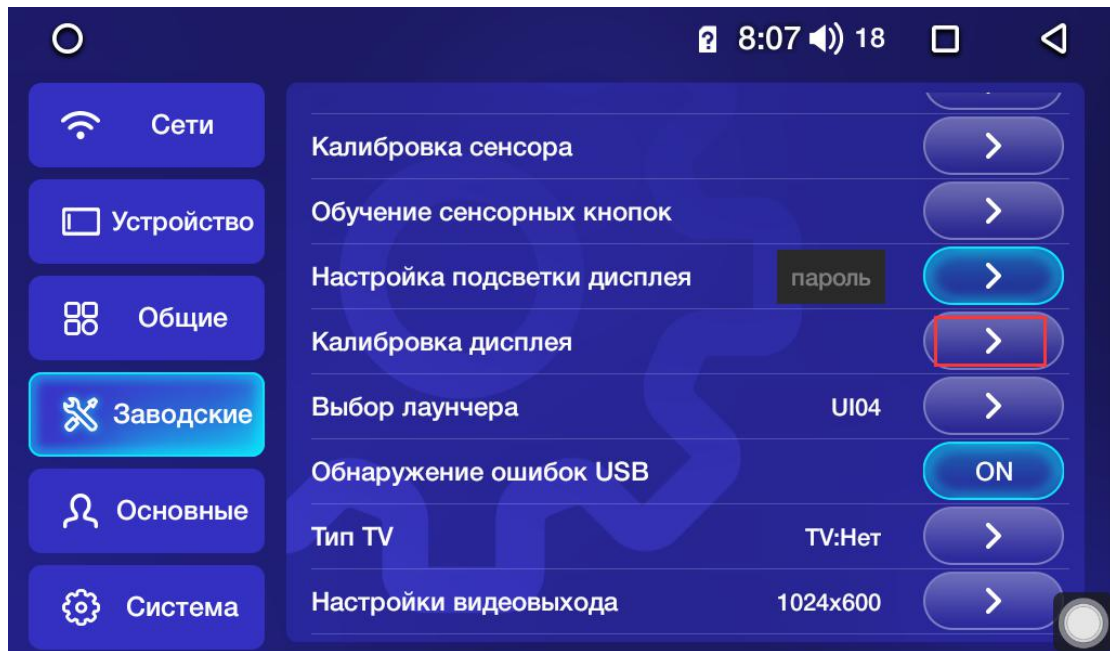 8:07 18
Сети
Устройство
Общие
Заводские
Основные
Система
Калибровка сенсора
Обучение сенсорных кнопок
Настройка подсветки дисплея пароль
Калибровка дисплея
Выбор лаунчера UI04
Обнаружение ошибок USB ON
Тип TV TV:Нет
Настройки видеовыхода 1024x600